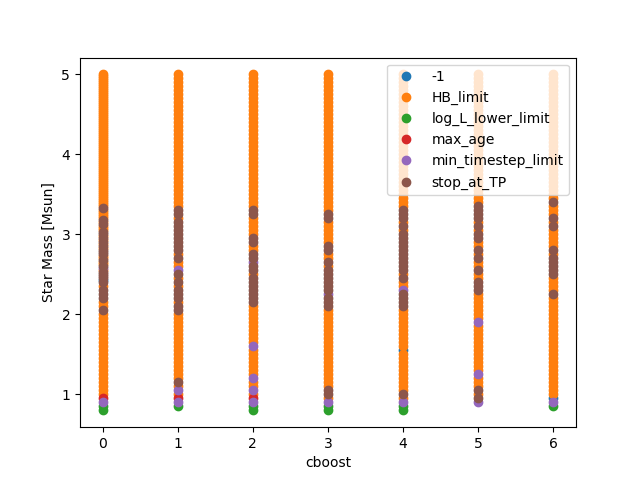 5
4
3
2
1
Star Mass [Msun]
-1
HB_limit
log_L_lower_limit
max_age
min_timestep_limit
stop_at_TP
0 1 2 3 4 5 6
cboost